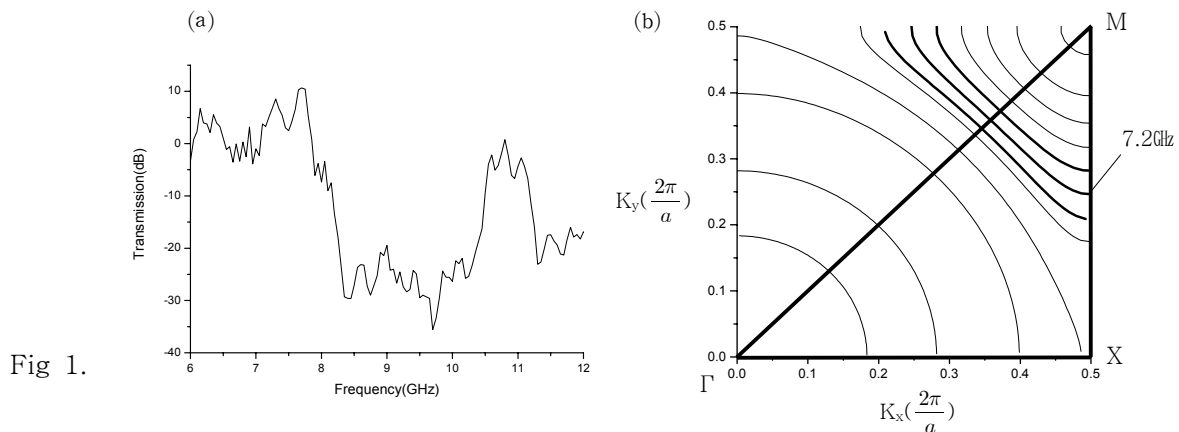 (a)
10
0
-10
-20
-30
-40
Transmission(dB)
6 7 8 9 10 11 12
Frequency(GHz)
Fig 1.
(b)
0.5
0.4
0.3
0.2
0.1
0.0
K_y(2π/a)
M
7.2GHz
X
Γ
0.0 0.1 0.2 0.3 0.4 0.5
K_x(2π/a)